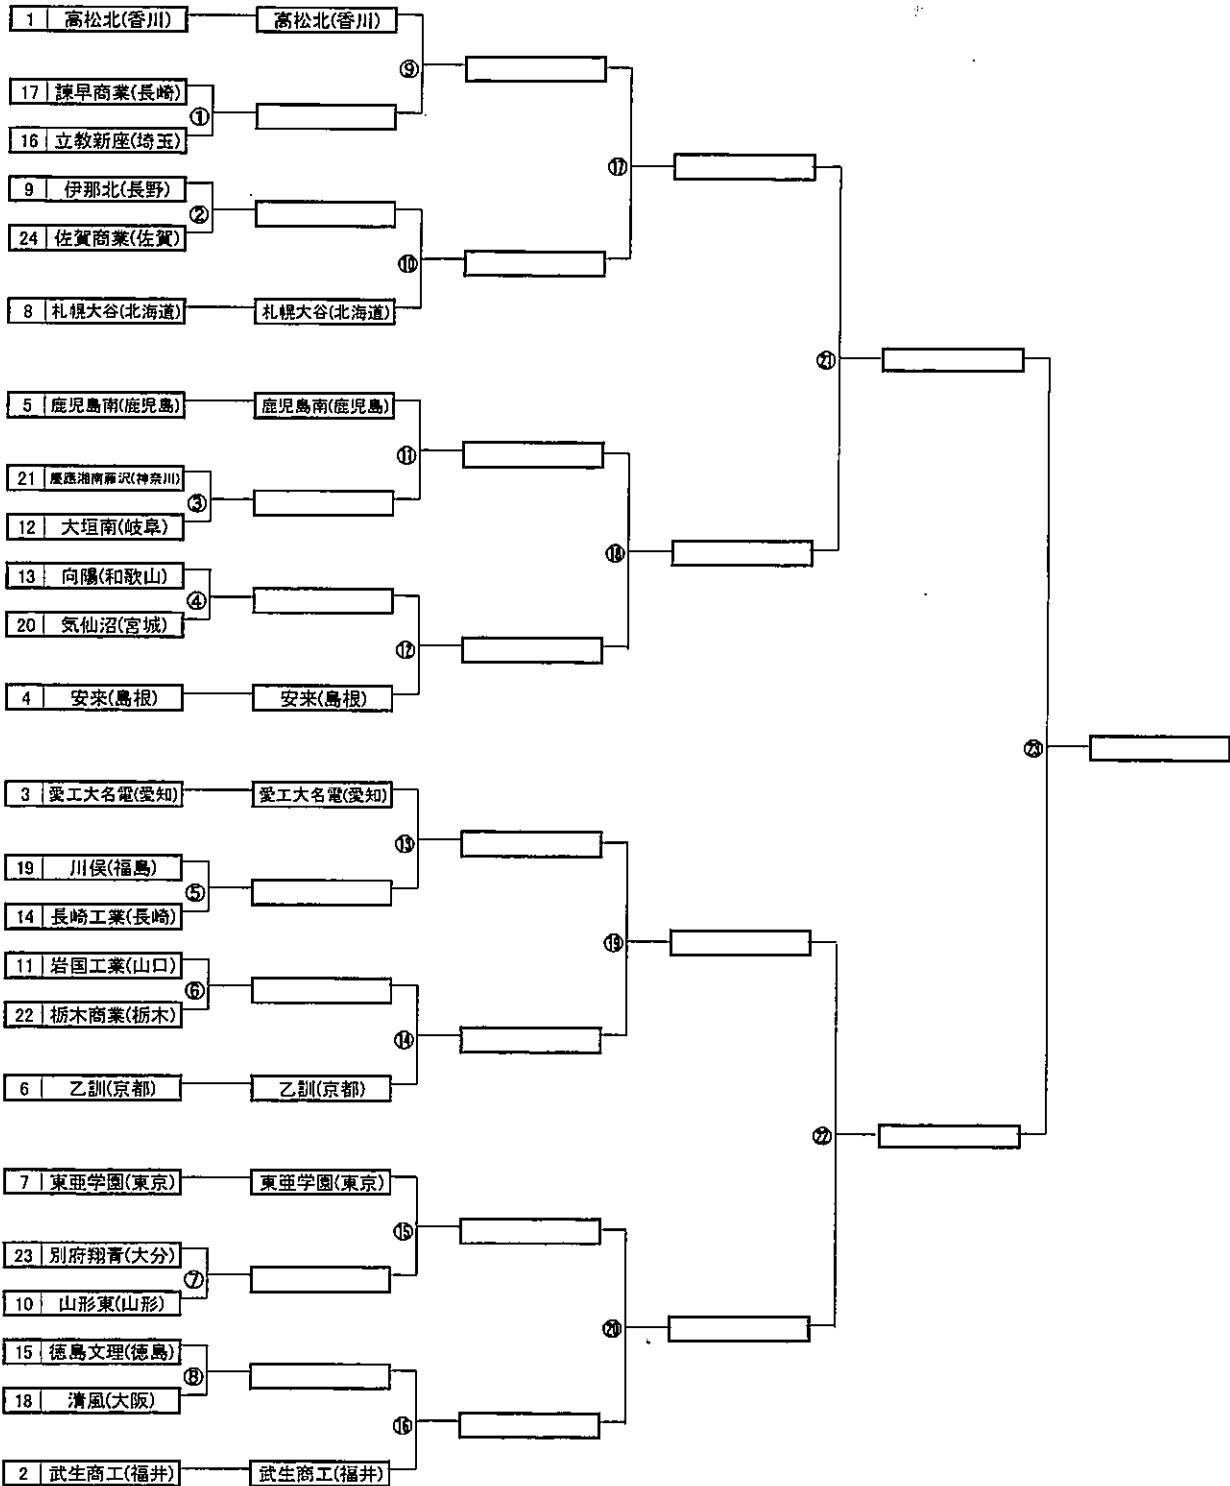 1 高松北(香川) 高松北(香川)
⑨
17 諫早商業(長崎)
①
16 立教新座(埼玉)
⑰
9 伊那北(長野)
②
24 佐賀商業(佐賀)
⑩
8 札幌大谷(北海道) 札幌大谷(北海道)
㉑
5 鹿児島南(鹿児島) 鹿児島南(鹿児島)
⑪
21 慶應湘南藤沢(神奈川)
③
12 大垣南(岐阜)
⑱
13 向陽(和歌山)
④
20 気仙沼(宮城)
⑫
4 安来(島根) 安来(島根)
㉓
3 愛工大名電(愛知) 愛工大名電(愛知)
⑬
19 川俣(福島)
⑤
14 長崎工業(長崎)
⑲
11 岩国工業(山口)
⑥
22 栃木商業(栃木)
⑭
6 乙訓(京都) 乙訓(京都)
㉒
7 東亜学園(東京) 東亜学園(東京)
⑮
23 別府翔青(大分)
⑦
10 山形東(山形)
⑳
15 徳島文理(徳島)
⑧
18 清風(大阪)
⑯
2 武生商工(福井) 武生商工(福井)